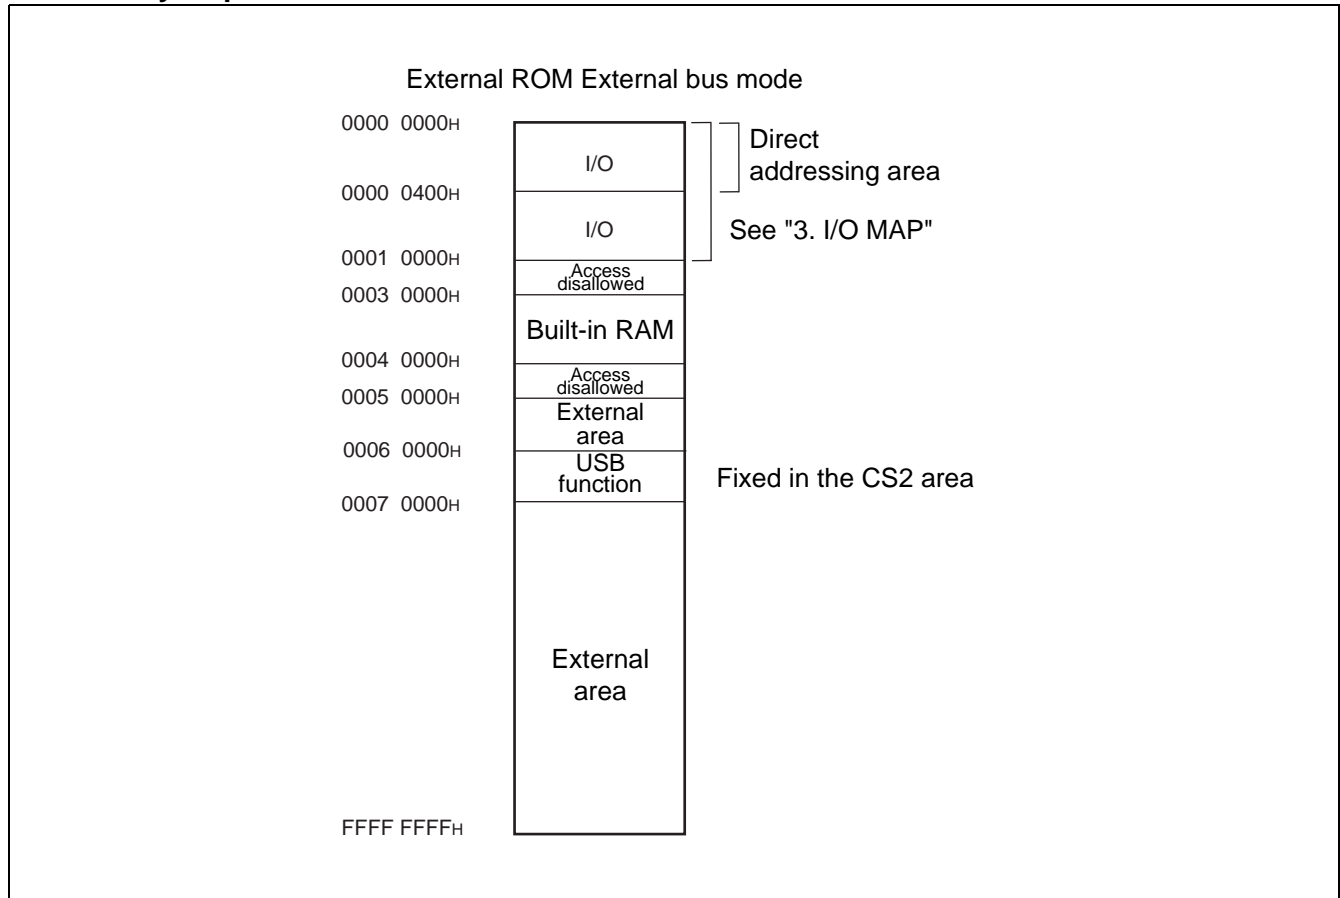 External ROM External bus mode
0000 0000H
I/O
Direct
addressing area
0000 0400H
I/O
See "3. I/O MAP"
0001 0000H
Access
disallowed
0003 0000H
Built-in RAM
0004 0000H
Access
disallowed
0005 0000H
External
area
0006 0000H
USB
function
Fixed in the CS2 area
0007 0000H
External
area
FFFF FFFFH